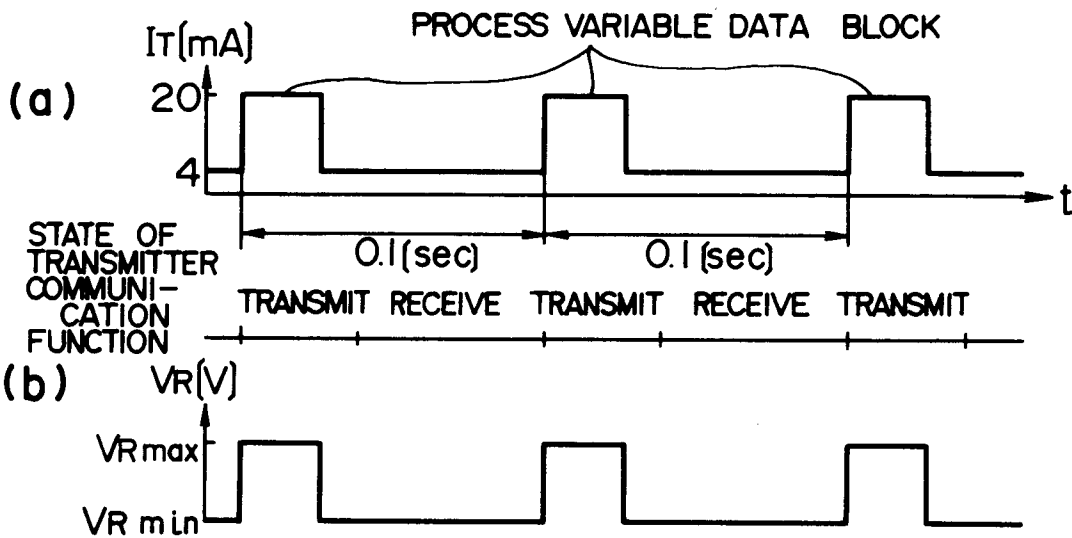 PROCESS VARIABLE DATA BLOCK
IT[mA]
(a)
20
4
t
0.1[sec] 0.1[sec]
STATE OF
TRANSMITTER
COMMUNI-
CATION
FUNCTION
TRANSMIT RECEIVE TRANSMIT RECEIVE TRANSMIT
(b)
VR[V]
VR max
VR min